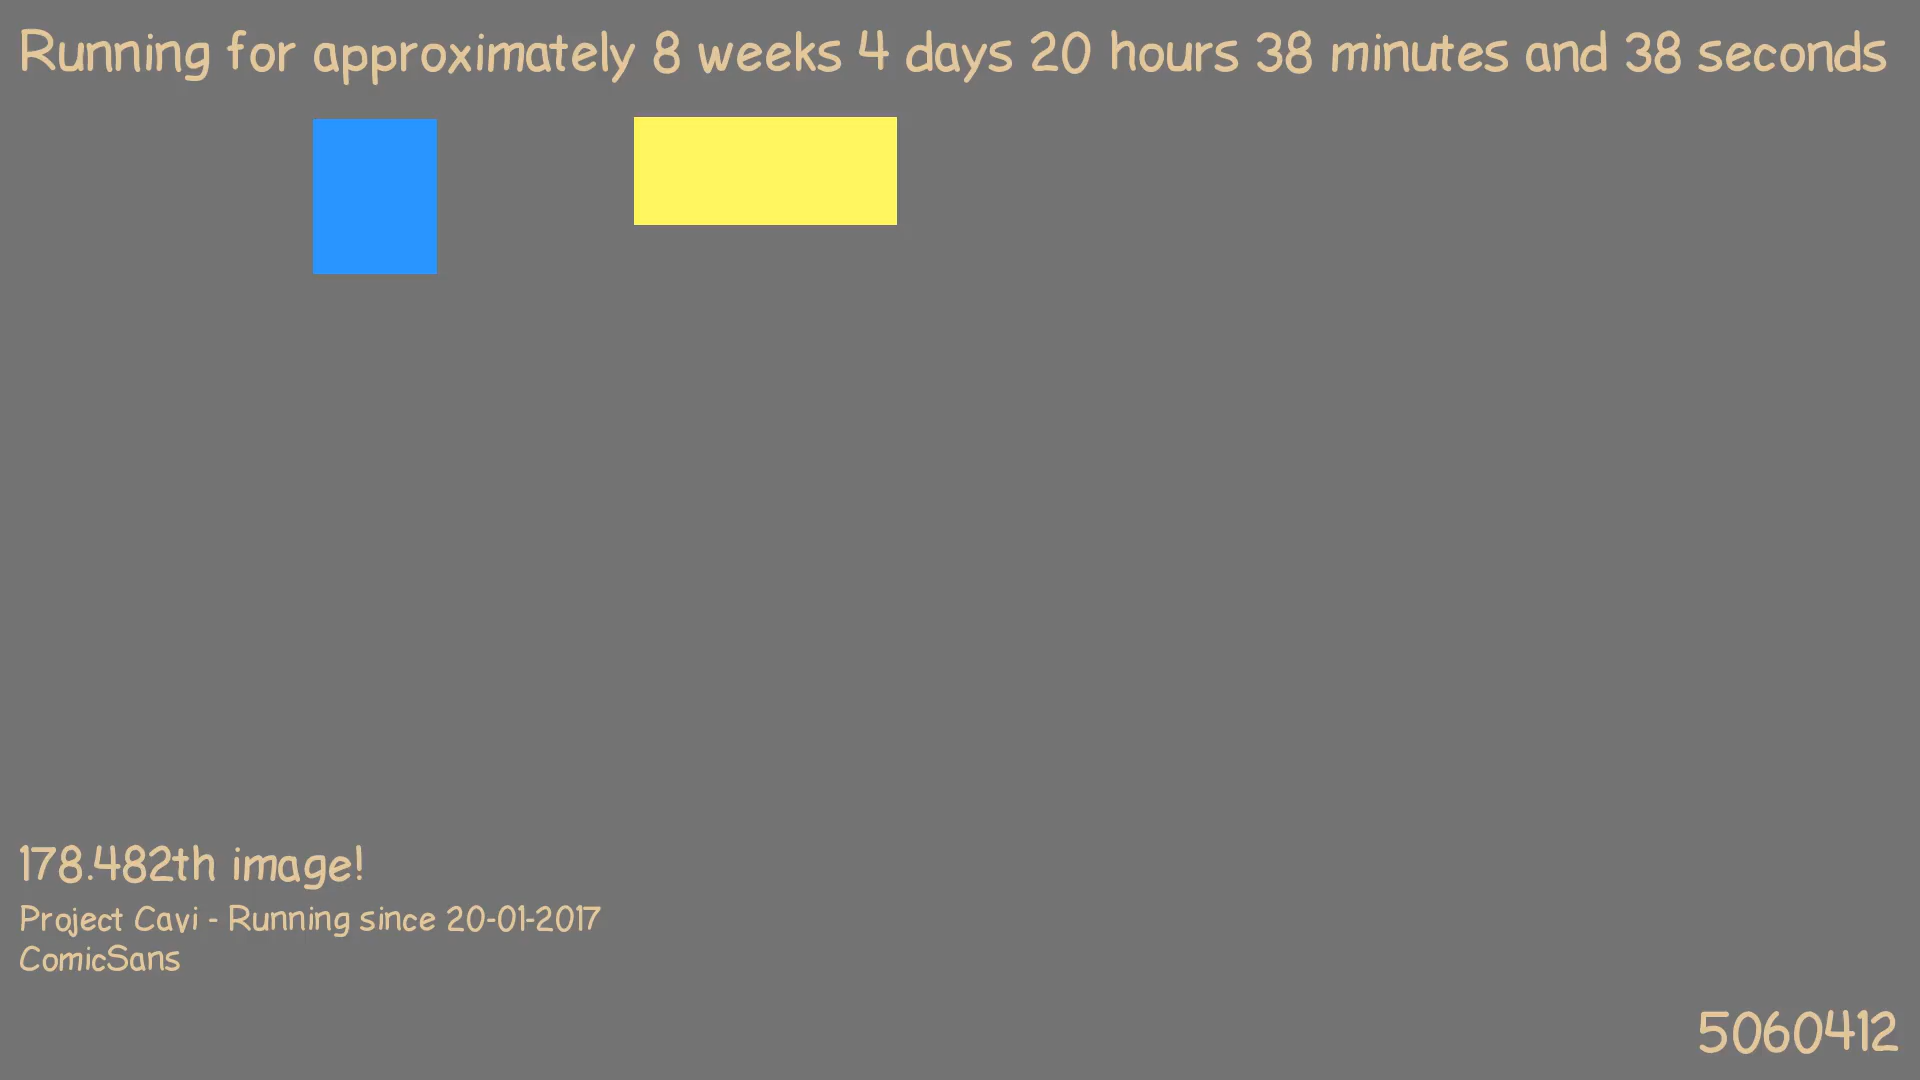 Running for approximately 8 weeks 4 days 20 hours 38 minutes and 38 seconds
178.482th image!
Project Cavi - Running since 20-01-2017
ComicSans
5060412